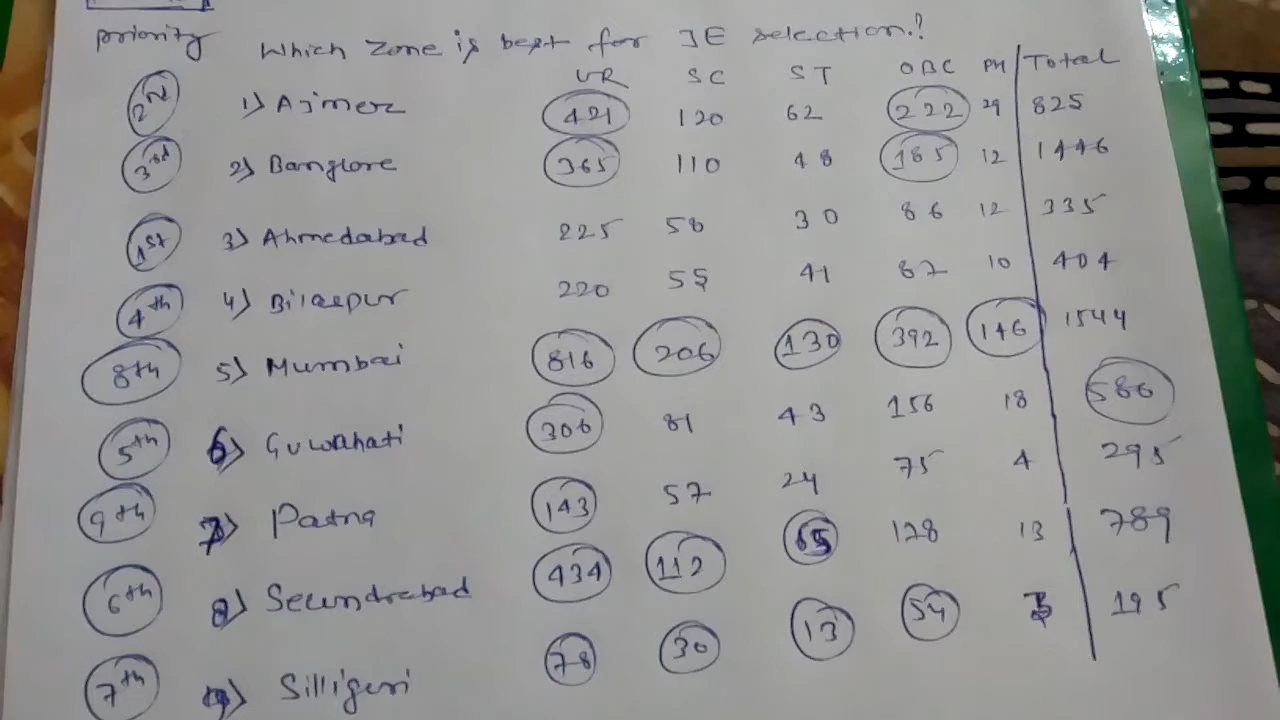 priority Which Zone is best for JE selection?
UR SC ST OBC PH Total
2nd 1) Ajmer 421 120 62 222 29 825
3rd 2) Banglore 365 110 48 185 12 1446
1st 3) Ahmedabad 225 58 30 86 12 335
4th 4) Bilaspur 220 55 41 87 10 404
8th 5) Mumbai 816 206 130 392 146 1544
5th 6) Guwahati 306 81 43 156 18 586
9th 7) Patna 143 57 24 75 4 295
6th 8) Secundrabad 434 112 65 128 13 789
7th 9) Silliguri 78 30 13 54 195